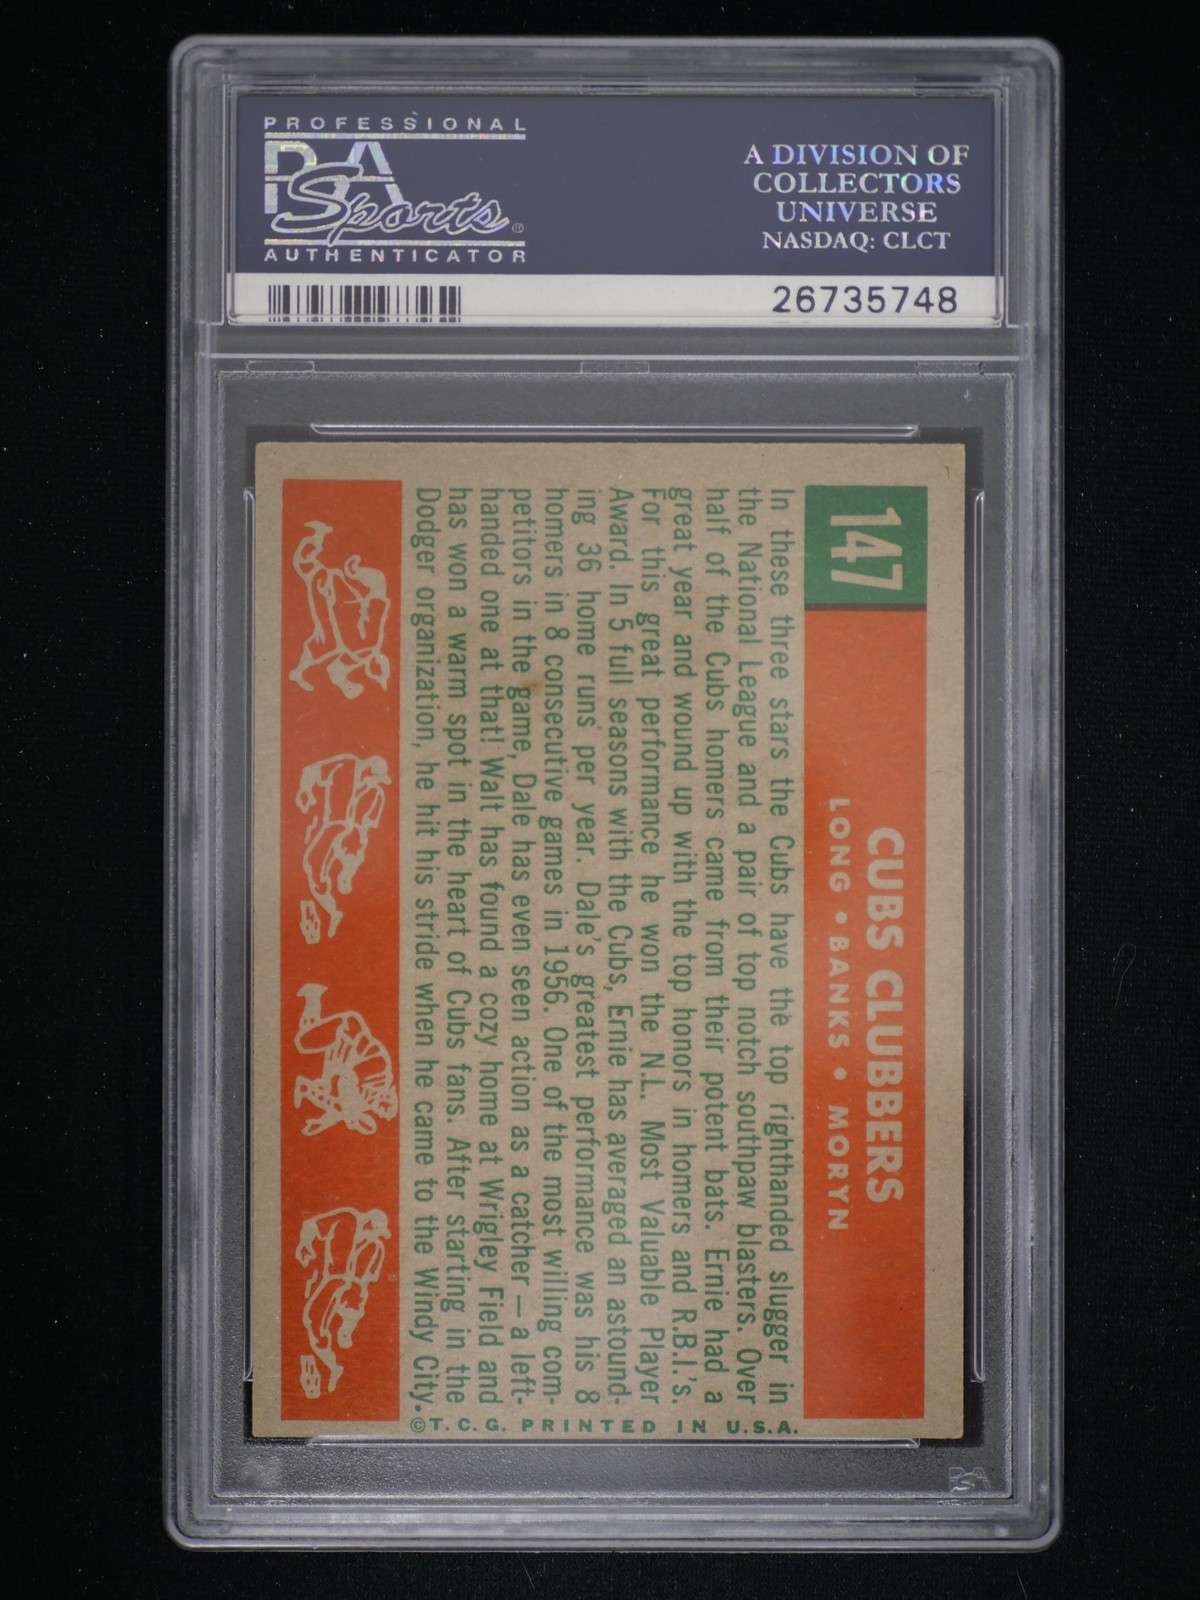 PROFESSIONAL
PSA
Sports®
AUTHENTICATOR
A DIVISION OF
COLLECTORS
UNIVERSE
NASDAQ: CLCT
26735748
147
CUBS CLUBBERS
LONG • BANKS • MORYN
In these three stars the Cubs have the top righthanded slugger in
the National League and a pair of top notch southpaw blasters. Over
half of the Cubs homers came from their potent bats. Ernie had a
great year and wound up with the top honors in homers and R.B.I.'s.
For this great performance he won the N.L. Most Valuable Player
Award. In 5 full seasons with the Cubs, Ernie has averaged an astound-
ing 36 home runs per year. Dale's greatest performance was his 8
homers in 8 consecutive games in 1956. One of the most willing com-
petitors in the game, Dale has even seen action as a catcher — a left-
handed one at that! Walt has found a cozy home at Wrigley Field and
has won a warm spot in the heart of Cubs fans. After starting in the
Dodger organization, he hit his stride when he came to the Windy City.
©T.C.G. PRINTED IN U.S.A.
PSA